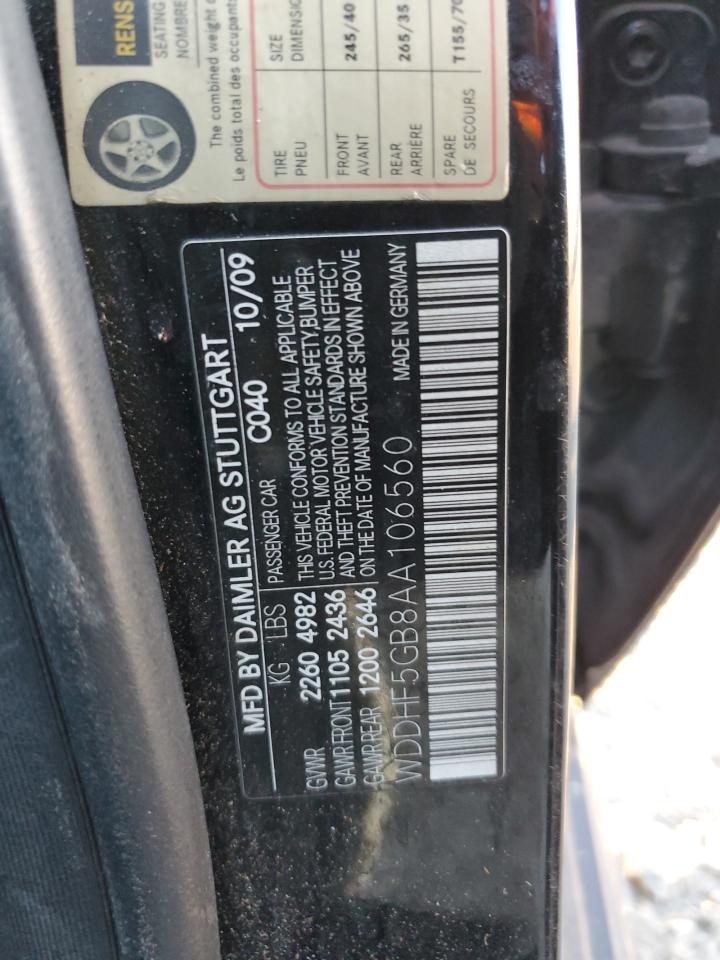 RENS
SEATING
NOMBRE
The combined weight
Le poids total des occupants
TIRE
PNEU
SIZE
DIMENSIO
FRONT
AVANT
245/40
REAR
ARRIÈRE
265/35
SPARE
DE SECOURS
T155/70
MFD BY DAIMLER AG STUTTGART
C040 10/09
KG LBS PASSENGER CAR
GVWR 2260 4982 THIS VEHICLE CONFORMS TO ALL APPLICABLE
U.S. FEDERAL MOTOR VEHICLE SAFETY,BUMPER
GAWR FRONT 1105 2436 AND THEFT PREVENTION STANDARDS IN EFFECT
GAWR REAR 1200 2646 ON THE DATE OF MANUFACTURE SHOWN ABOVE
WDDHF5GB8AA106560 MADE IN GERMANY